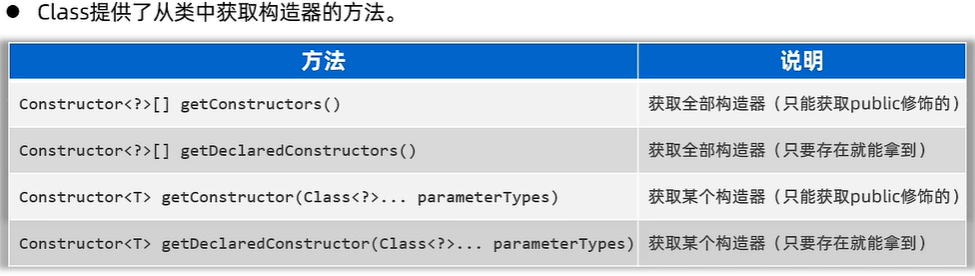 ● Class提供了从类中获取构造器的方法。
方法 说明
Constructor<?>[] getConstructors() 获取全部构造器（只能获取public修饰的）
Constructor<?>[] getDeclaredConstructors() 获取全部构造器（只要存在就能拿到）
Constructor<T> getConstructor(Class<?>... parameterTypes) 获取某个构造器（只能获取public修饰的）
Constructor<T> getDeclaredConstructor(Class<?>... parameterTypes) 获取某个构造器（只要存在就能拿到）